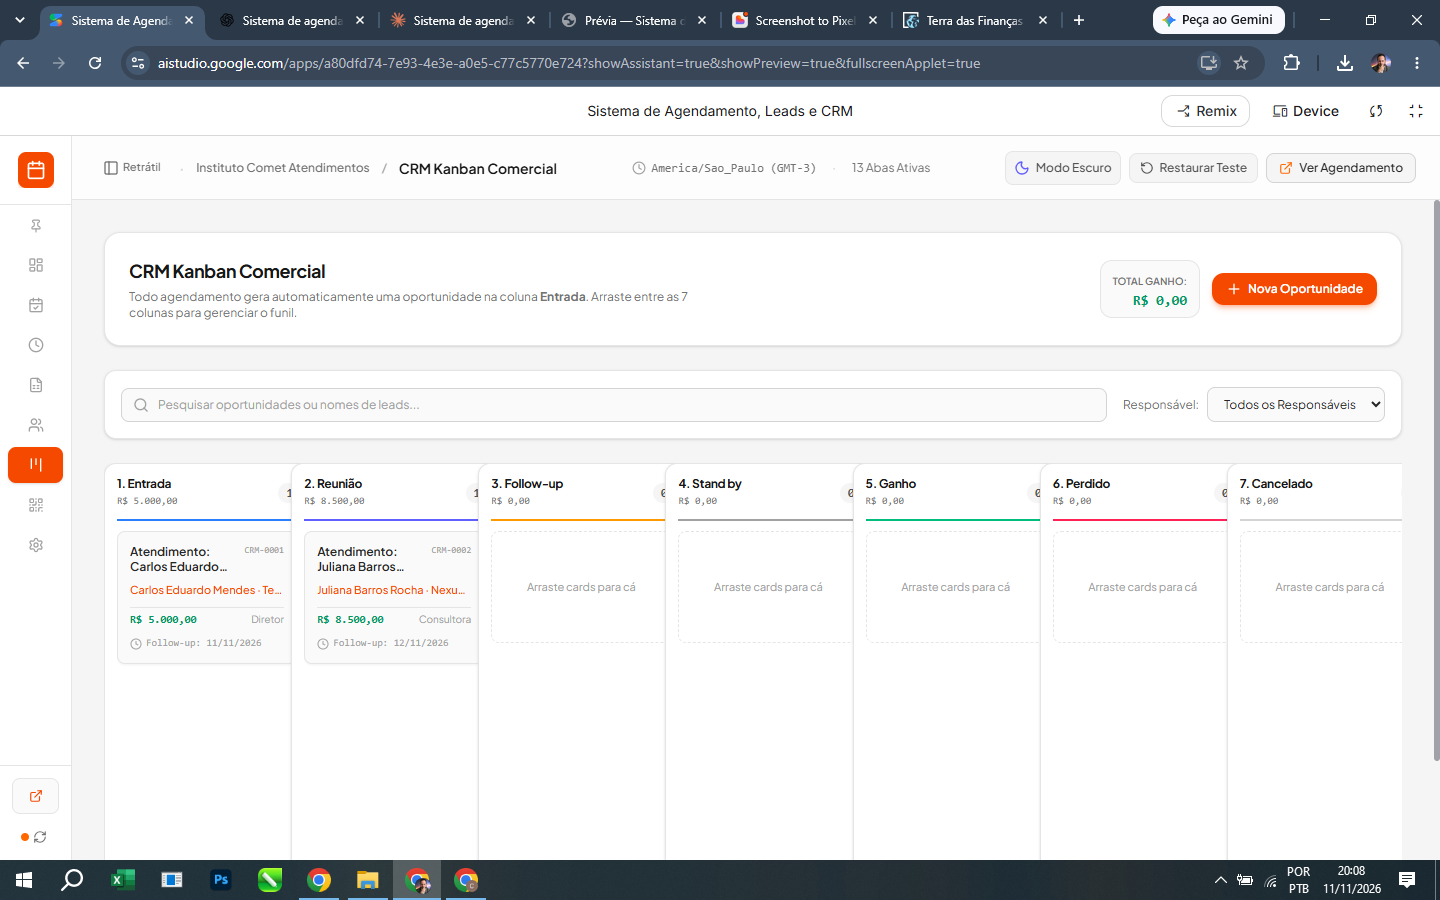 Sistema de Agenda
Sistema de agenda
Sistema de agenda
Prévia — Sistema
Screenshot to Pixel
Terra das Finanças
Peça ao Gemini
aistudio.google.com/apps/a80dfd74-7e93-4e3e-a0e5-c77c5770e724?showAssistant=true&showPreview=true&fullscreenApplet=true
Sistema de Agendamento, Leads e CRM
Remix
Device
Retrátil
Instituto Comet Atendimentos / CRM Kanban Comercial
America/Sao_Paulo (GMT-3)
13 Abas Ativas
Modo Escuro
Restaurar Teste
Ver Agendamento
CRM Kanban Comercial
Todo agendamento gera automaticamente uma oportunidade na coluna Entrada. Arraste entre as 7
colunas para gerenciar o funil.
TOTAL GANHO:
R$ 0,00
Nova Oportunidade
Pesquisar oportunidades ou nomes de leads...
Responsável:
Todos os Responsáveis
1. Entrada
R$ 5.000,00
1
Atendimento:
Carlos Eduardo...
CRM-0001
Carlos Eduardo Mendes · Te...
R$ 5.000,00
Diretor
Follow-up: 11/11/2026
2. Reunião
R$ 8.500,00
1
Atendimento:
Juliana Barros...
CRM-0002
Juliana Barros Rocha · Nexu...
R$ 8.500,00
Consultora
Follow-up: 12/11/2026
3. Follow-up
R$ 0,00
0
Arraste cards para cá
4. Stand by
R$ 0,00
0
Arraste cards para cá
5. Ganho
R$ 0,00
0
Arraste cards para cá
6. Perdido
R$ 0,00
0
Arraste cards para cá
7. Cancelado
R$ 0,00
Arraste cards para cá
Ps
POR
PTB
20:08
11/11/2026